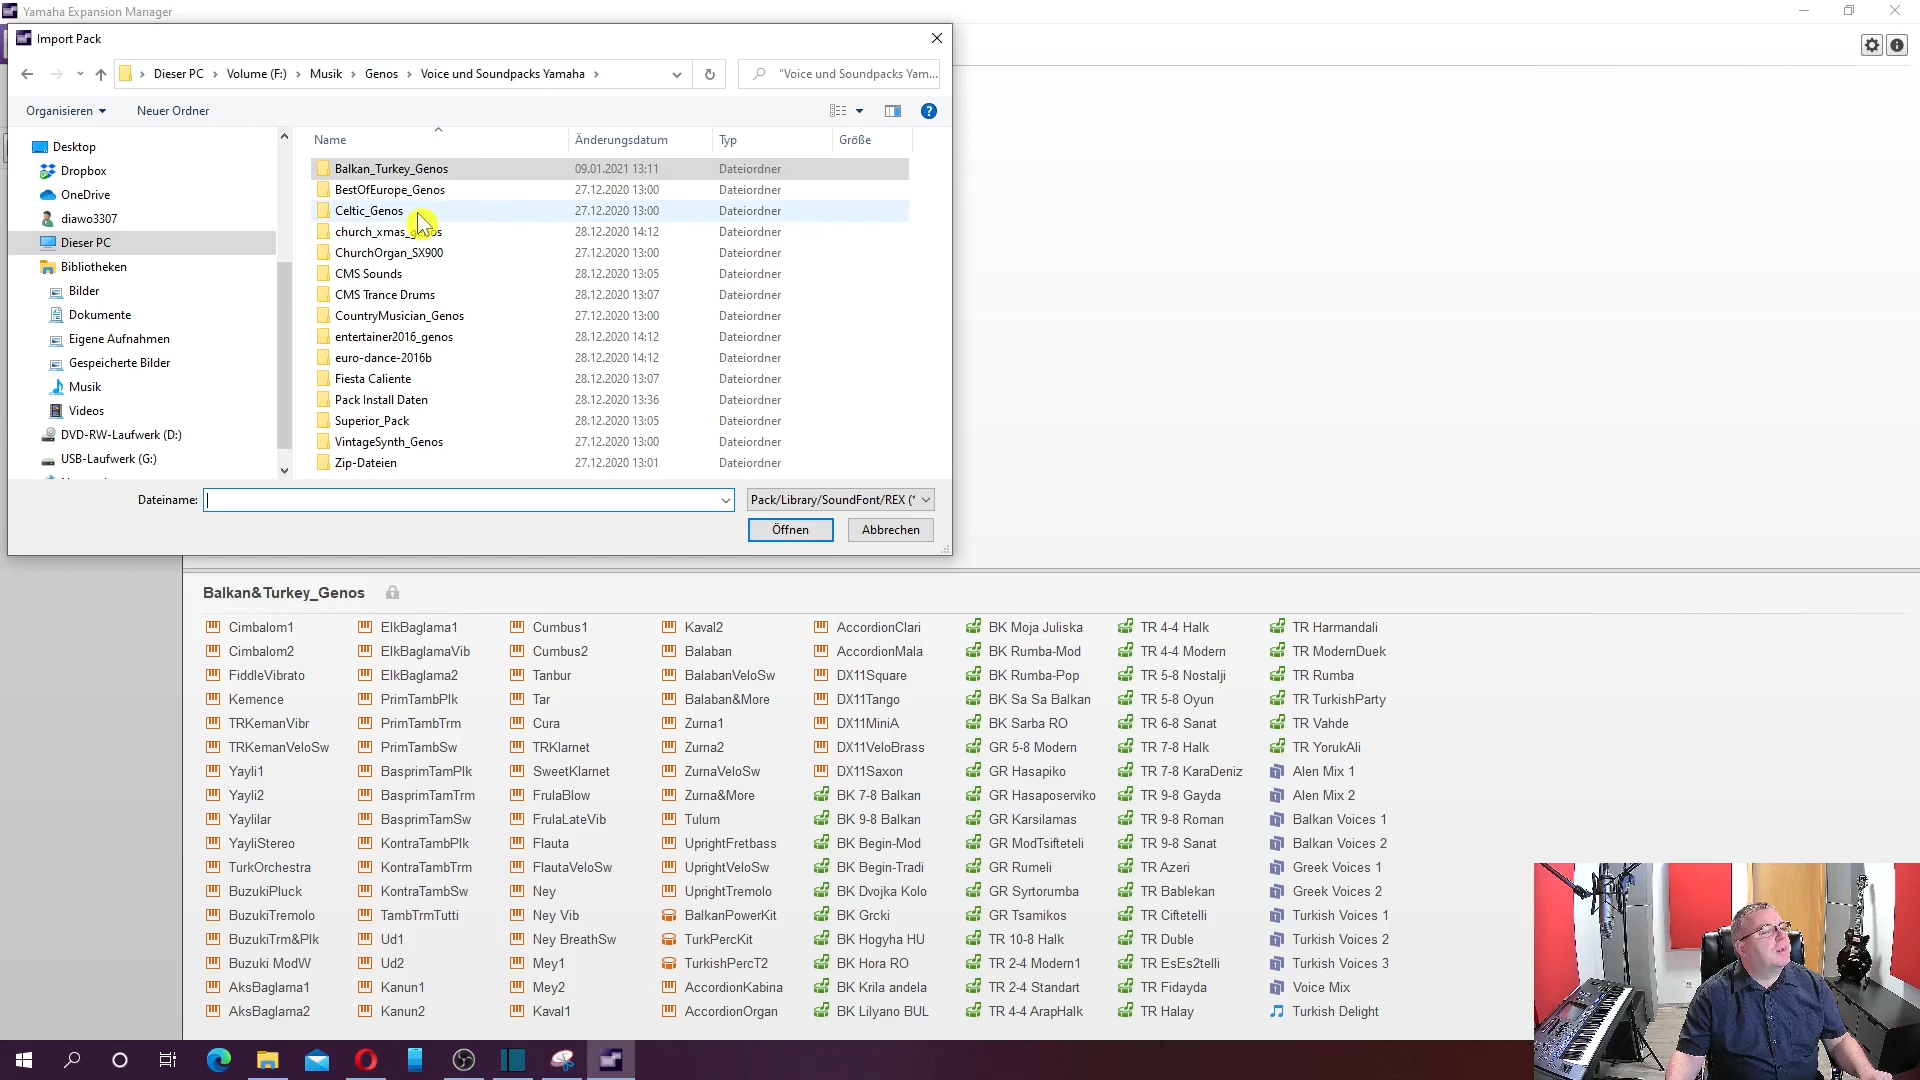 Yamaha Expansion Manager
Import Pack
Dieser PC › Volume (F:) › Musik › Genos › Voice und Soundpacks Yamaha ›
"Voice und Soundpacks Yam...
Organisieren
Neuer Ordner
Desktop
Dropbox
OneDrive
diawo3307
Dieser PC
Bibliotheken
Bilder
Dokumente
Eigene Aufnahmen
Gespeicherte Bilder
Musik
Videos
DVD-RW-Laufwerk (D:)
USB-Laufwerk (G:)
Name Änderungsdatum Typ Größe
Balkan_Turkey_Genos 09.01.2021 13:11 Dateiordner
BestOfEurope_Genos 27.12.2020 13:00 Dateiordner
Celtic_Genos 27.12.2020 13:00 Dateiordner
church_xmas_genos 28.12.2020 14:12 Dateiordner
ChurchOrgan_SX900 27.12.2020 13:00 Dateiordner
CMS Sounds 28.12.2020 13:05 Dateiordner
CMS Trance Drums 28.12.2020 13:07 Dateiordner
CountryMusician_Genos 27.12.2020 13:00 Dateiordner
entertainer2016_genos 28.12.2020 14:12 Dateiordner
euro-dance-2016b 28.12.2020 14:12 Dateiordner
Fiesta Caliente 28.12.2020 13:07 Dateiordner
Pack Install Daten 28.12.2020 13:36 Dateiordner
Superior_Pack 28.12.2020 13:05 Dateiordner
VintageSynth_Genos 27.12.2020 13:00 Dateiordner
Zip-Dateien 27.12.2020 13:01 Dateiordner
Dateiname:
Pack/Library/SoundFont/REX (*
Öffnen
Abbrechen
Balkan&Turkey_Genos
Cimbalom1 ElkBaglama1 Cumbus1 Kaval2 AccordionClari BK Moja Juliska TR 4-4 Halk TR Harmandali
Cimbalom2 ElkBaglamaVib Cumbus2 Balaban AccordionMala BK Rumba-Mod TR 4-4 Modern TR ModernDuek
FiddleVibrato ElkBaglama2 Tanbur BalabanVeloSw DX11Square BK Rumba-Pop TR 5-8 Nostalji TR Rumba
Kemence PrimTambPlk Tar Balaban&More DX11Tango BK Sa Sa Balkan TR 5-8 Oyun TR TurkishParty
TRKemanVibr PrimTambTrm Cura Zurna1 DX11MiniA BK Sarba RO TR 6-8 Sanat TR Vahde
TRKemanVeloSw PrimTambSw TRKlarnet Zurna2 DX11VeloBrass GR 5-8 Modern TR 7-8 Halk TR YorukAli
Yayli1 BasprimTamPlk SweetKlarnet ZurnaVeloSw DX11Saxon GR Hasapiko TR 7-8 KaraDeniz Alen Mix 1
Yayli2 BasprimTamTrm FrulaBlow Zurna&More BK 7-8 Balkan GR Hasaposerviko TR 9-8 Gayda Alen Mix 2
Yaylilar BasprimTamSw FrulaLateVib Tulum BK 9-8 Balkan GR Karsilamas TR 9-8 Roman Balkan Voices 1
YayliStereo KontraTambPlk Flauta UprightFretbass BK Begin-Mod GR ModTsifteteli TR 9-8 Sanat Balkan Voices 2
TurkOrchestra KontraTambTrm FlautaVeloSw UprightVeloSw BK Begin-Tradi GR Rumeli TR Azeri Greek Voices 1
BuzukiPluck KontraTambSw Ney UprightTremolo BK Dvojka Kolo GR Syrtorumba TR Bablekan Greek Voices 2
BuzukiTremolo TambTrmTutti Ney Vib BalkanPowerKit BK Grcki GR Tsamikos TR Ciftetelli Turkish Voices 1
BuzukiTrm&Plk Ud1 Ney BreathSw TurkPercKit BK Hogyha HU TR 10-8 Halk TR Duble Turkish Voices 2
Buzuki ModW Ud2 Mey1 TurkishPercT2 BK Hora RO TR 2-4 Modern1 TR EsEs2telli Turkish Voices 3
AksBaglama1 Kanun1 Mey2 AccordionKabina BK Krila andela TR 2-4 Standart TR Fidayda Voice Mix
AksBaglama2 Kanun2 Kaval1 AccordionOrgan BK Lilyano BUL TR 4-4 ArapHalk TR Halay Turkish Delight